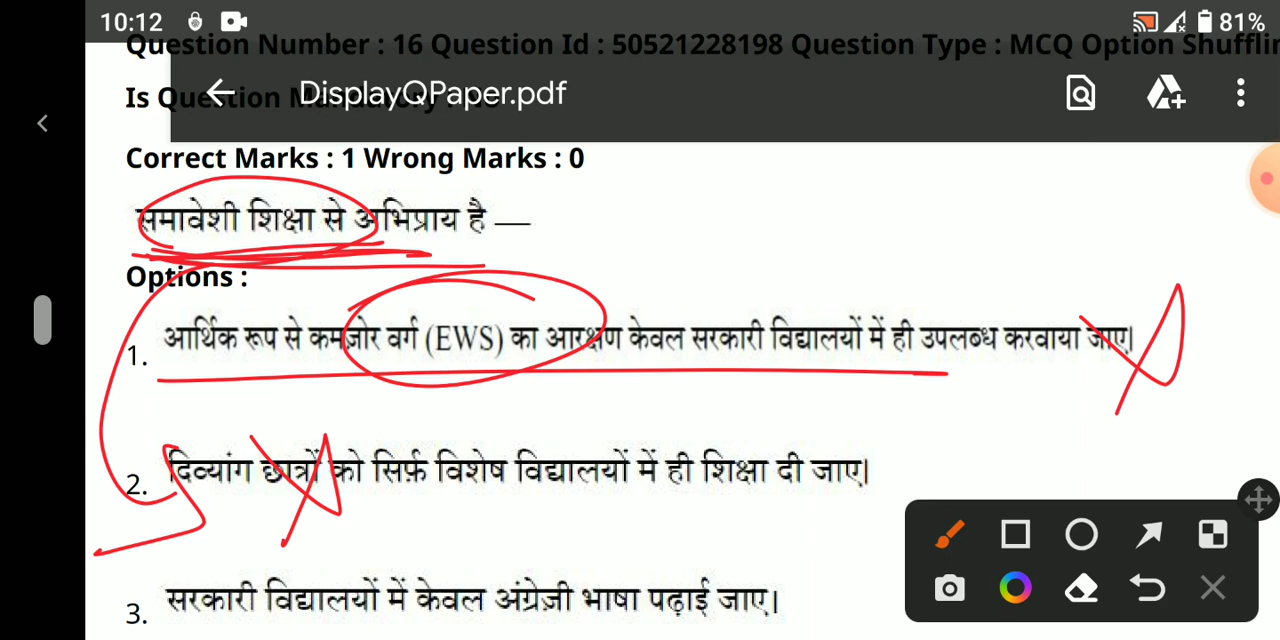 10:12 81%
Question Number : 16 Question Id : 50521228198 Question Type : MCQ Option Shufflin
Is Question
DisplayQPaper.pdf
Correct Marks : 1 Wrong Marks : 0
समावेशी शिक्षा से अभिप्राय है —
Options :
1. आर्थिक रूप से कमज़ोर वर्ग (EWS) का आरक्षण केवल सरकारी विद्यालयों में ही उपलब्ध करवाया जाए।
2. दिव्यांग छात्रों को सिर्फ़ विशेष विद्यालयों में ही शिक्षा दी जाए।
3. सरकारी विद्यालयों में केवल अंग्रेज़ी भाषा पढ़ाई जाए।